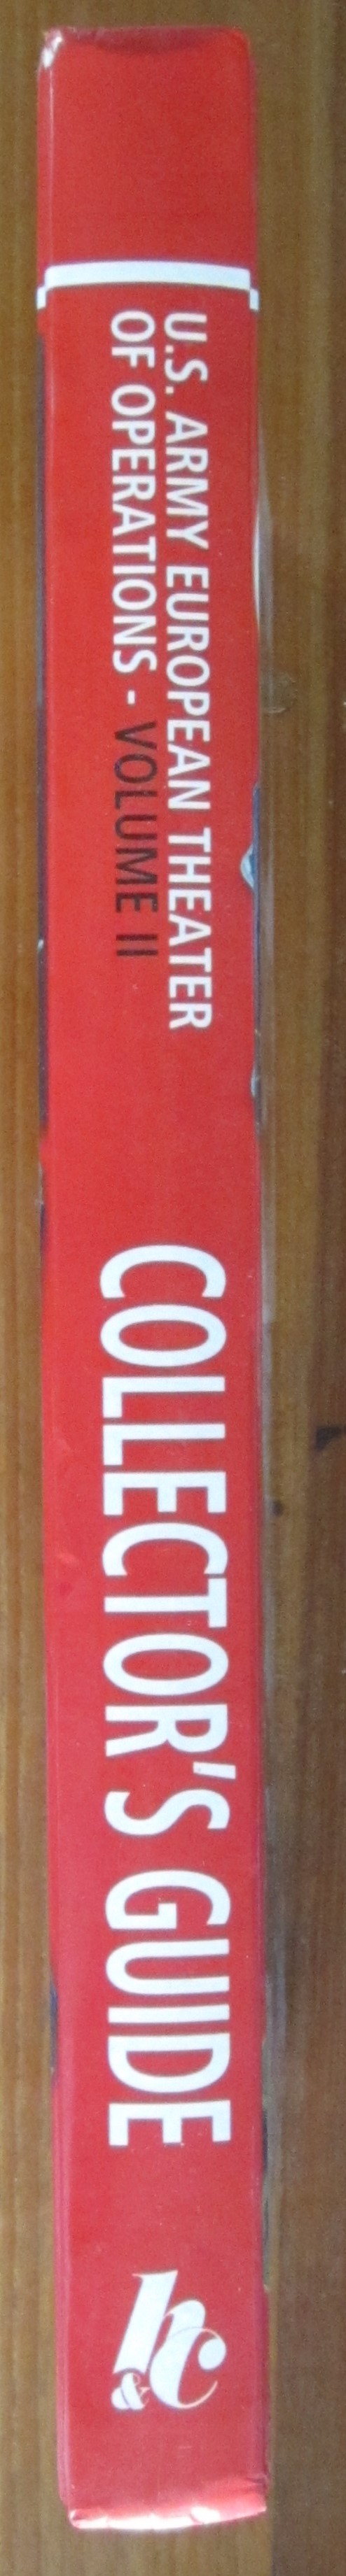 U.S. ARMY EUROPEAN THEATER
OF OPERATIONS - VOLUME II
COLLECTOR'S GUIDE
h&c